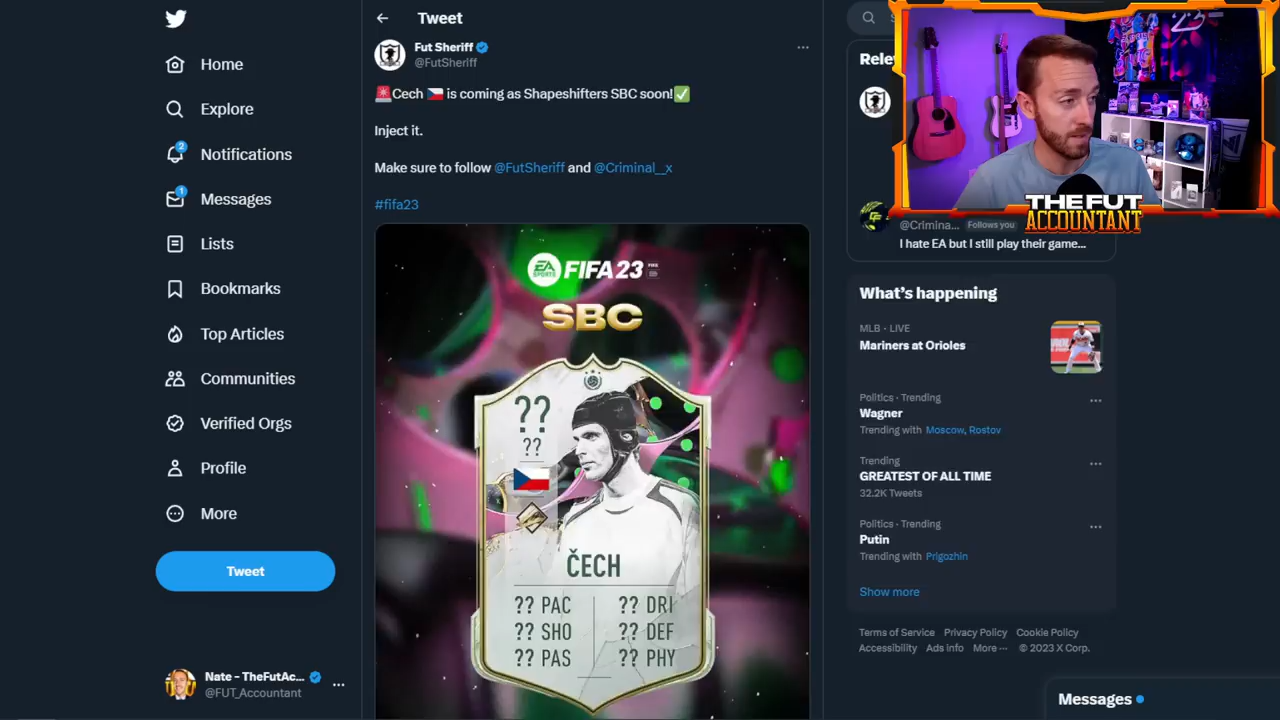 Home
Explore
2
Notifications
1
Messages
Lists
Bookmarks
Top Articles
Communities
Verified Orgs
Profile
More
Tweet
Nate - TheFutAc...
@FUT_Accountant
Tweet
Fut Sheriff
@FutSheriff
🚨Cech 🇨🇿 is coming as Shapeshifters SBC soon!✅
Inject it.
Make sure to follow @FutSheriff and @Criminal__x
#fifa23
EA SPORTS FIFA 23
SBC
??
??
ČECH
?? PAC ?? DRI
?? SHO ?? DEF
?? PAS ?? PHY
THE FUT
ACCOUNTANT
@Crimina... Follows you
I hate EA but I still play their game...
What's happening
MLB · LIVE
Mariners at Orioles
Politics · Trending
Wagner
Trending with Moscow, Rostov
Trending
GREATEST OF ALL TIME
32.2K Tweets
Politics · Trending
Putin
Trending with Prigozhin
Show more
Terms of Service Privacy Policy Cookie Policy
Accessibility Ads info More ··· © 2023 X Corp.
Messages